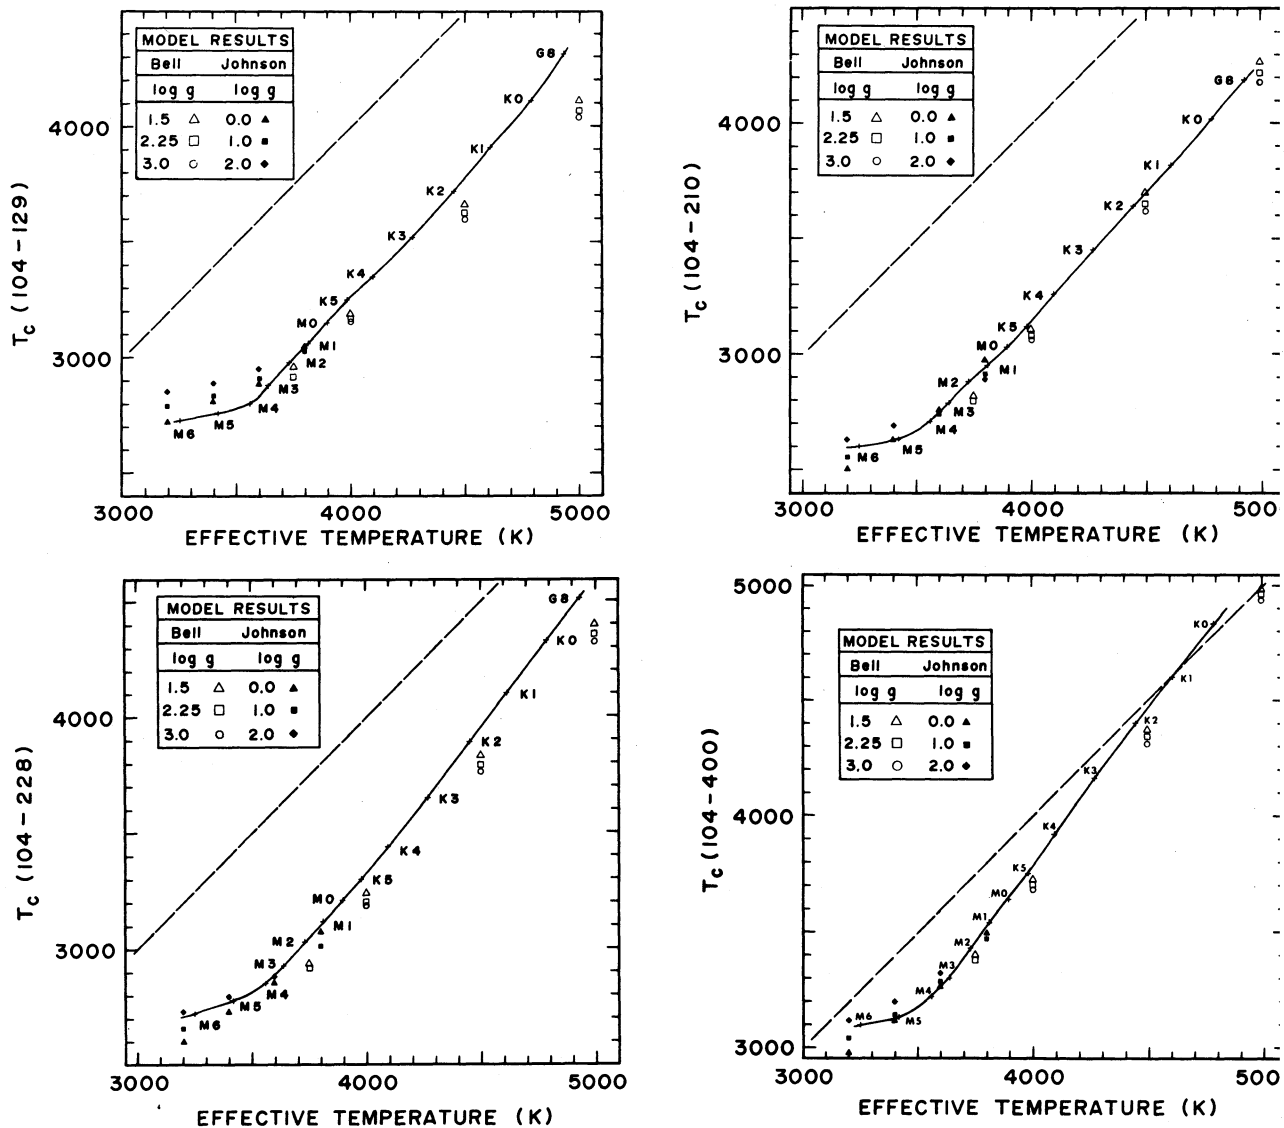 MODEL RESULTS
Bell Johnson
log g log g
1.5 △ 0.0 ▲
2.25 □ 1.0 ■
3.0 ○ 2.0 ◆
T_C (104-129)
4000
3000
G8
K0
K1
K2
K3
K4
K5
M0
M1
M2
M3
M4
M5
M6
3000 4000 5000
EFFECTIVE TEMPERATURE (K)
MODEL RESULTS
Bell Johnson
log g log g
1.5 △ 0.0 ▲
2.25 □ 1.0 ■
3.0 ○ 2.0 ◆
T_C (104-210)
4000
3000
G8
K0
K1
K2
K3
K4
K5
M0
M1
M2
M3
M4
M5
M6
3000 4000 500
EFFECTIVE TEMPERATURE (K)
MODEL RESULTS
Bell Johnson
log g log g
1.5 △ 0.0 ▲
2.25 □ 1.0 ■
3.0 ○ 2.0 ◆
T_C (104-228)
4000
3000
G8
K0
K1
K2
K3
K4
K5
M0
M1
M2
M3
M4
M5
M6
3000 4000 5000
EFFECTIVE TEMPERATURE (K)
MODEL RESULTS
Bell Johnson
log g log g
1.5 △ 0.0 ▲
2.25 □ 1.0 ■
3.0 ○ 2.0 ◆
T_C (104-400)
5000
4000
3000
K0
K1
K2
K3
K4
K5
M0
M1
M2
M3
M4
M5
M6
3000 4000 500
EFFECTIVE TEMPERATURE (K)